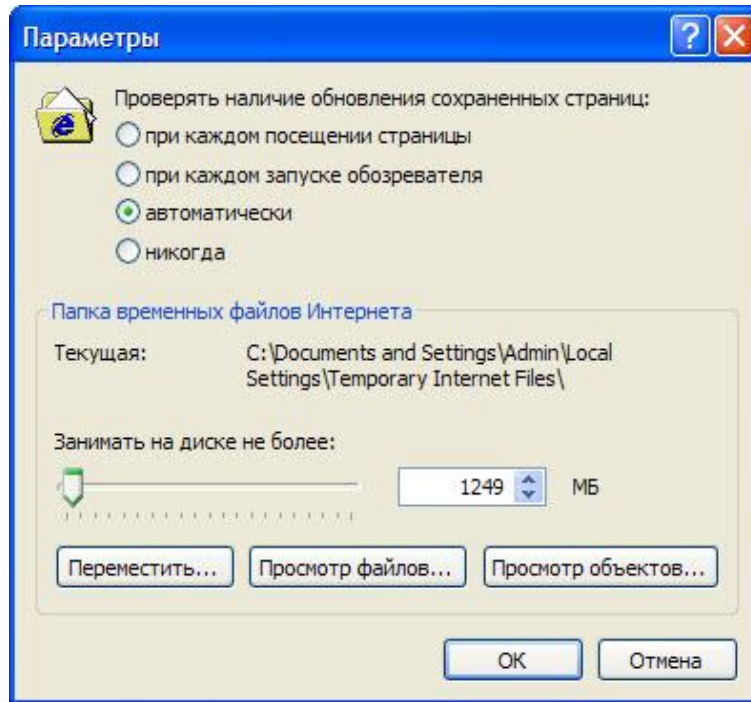 Параметры
Проверять наличие обновления сохраненных страниц:
при каждом посещении страницы
при каждом запуске обозревателя
автоматически
никогда
Папка временных файлов Интернета
Текущая: C:\Documents and Settings\Admin\Local
Settings\Temporary Internet Files\
Занимать на диске не более:
1249 МБ
Переместить... Просмотр файлов... Просмотр объектов...
ОК Отмена